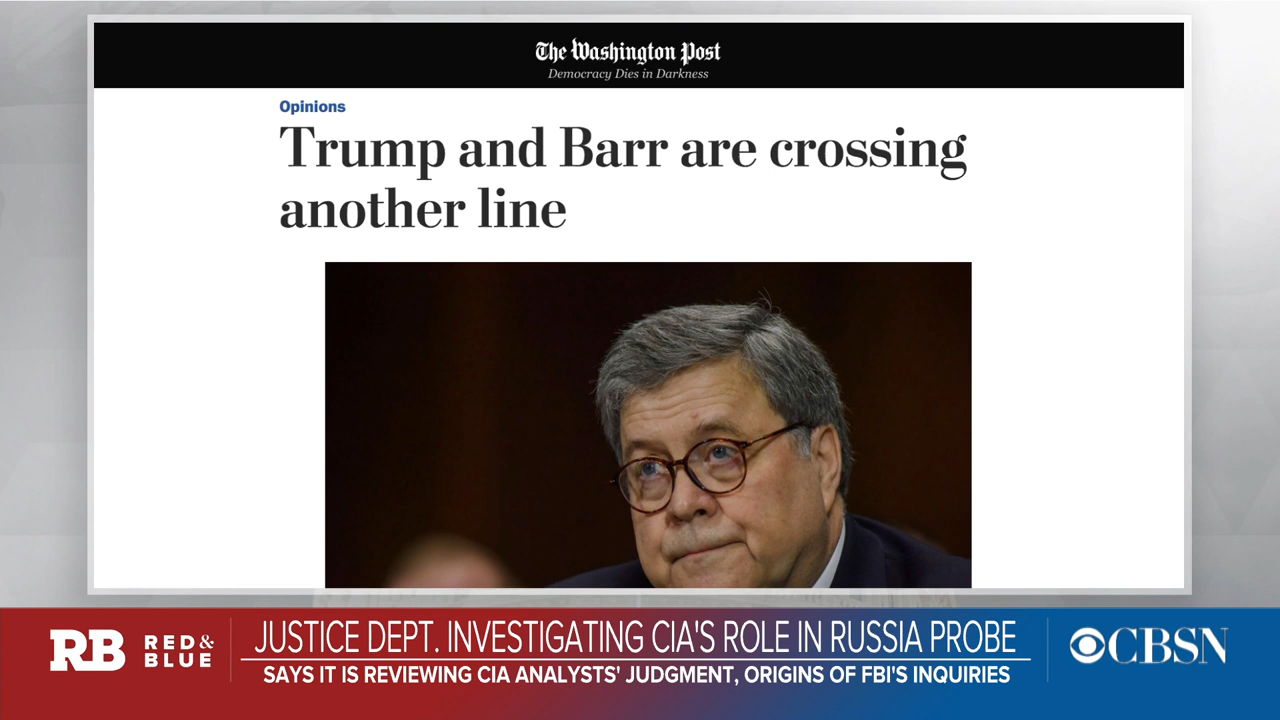 The Washington Post
Democracy Dies in Darkness
Opinions
Trump and Barr are crossing
another line
RB RED & BLUE
JUSTICE DEPT. INVESTIGATING CIA'S ROLE IN RUSSIA PROBE
SAYS IT IS REVIEWING CIA ANALYSTS' JUDGMENT, ORIGINS OF FBI'S INQUIRIES
CBSN